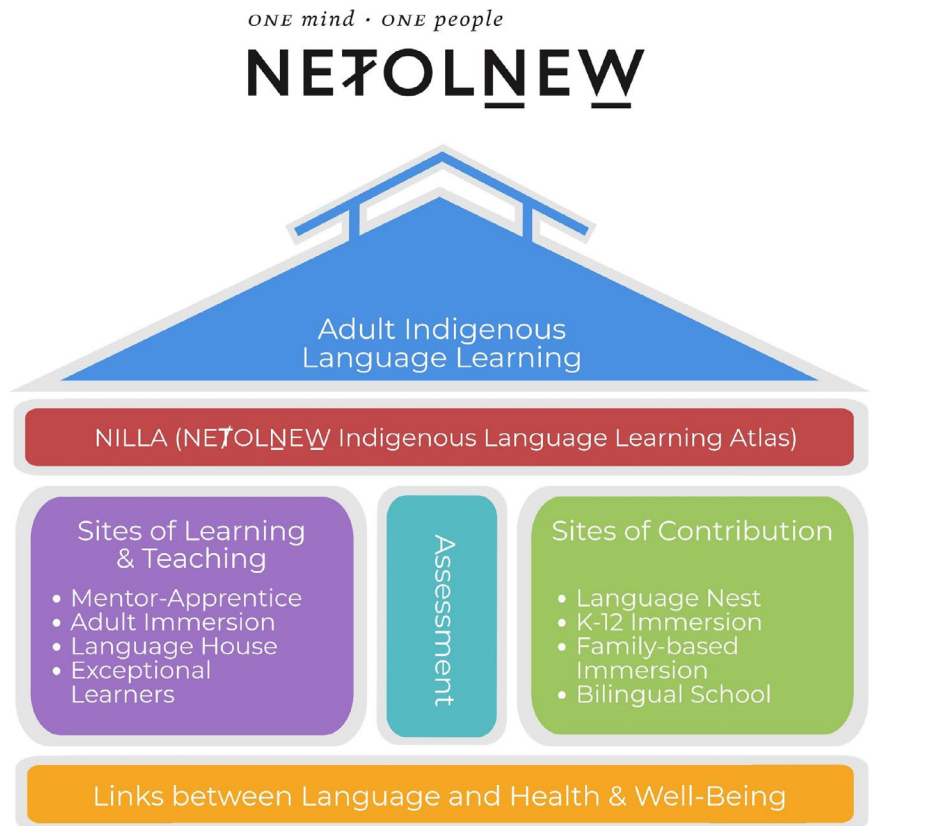 ONE mind · ONE people
NEȾOLṈEW̱
Adult Indigenous
Language Learning
NILLA (NEȾOLṈEW̱ Indigenous Language Learning Atlas)
Sites of Learning
& Teaching
• Mentor-Apprentice
• Adult Immersion
• Language House
• Exceptional
Learners
Assessment
Sites of Contribution
• Language Nest
• K-12 Immersion
• Family-based
Immersion
• Bilingual School
Links between Language and Health & Well-Being